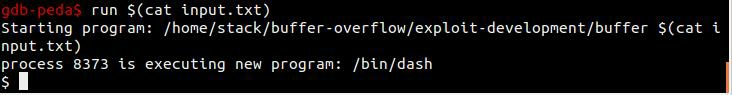 gdb-peda$ run $(cat input.txt)
Starting program: /home/stack/buffer-overflow/exploit-development/buffer $(cat i
nput.txt)
process 8373 is executing new program: /bin/dash
$